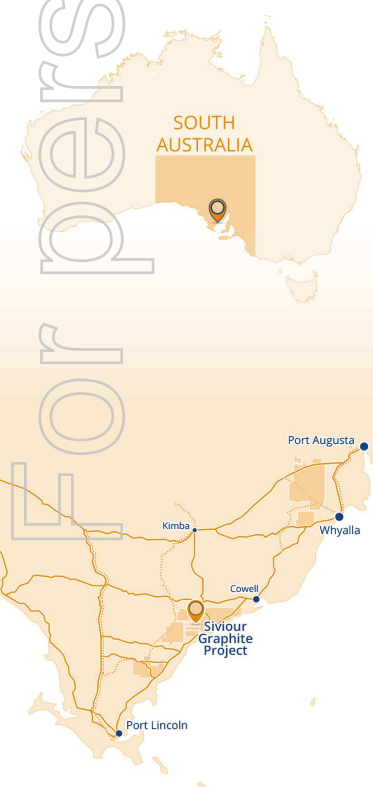 For pers
SOUTH
AUSTRALIA
Port Augusta
Whyalla
Kimba
Cowell
Siviour
Graphite
Project
Port Lincoln